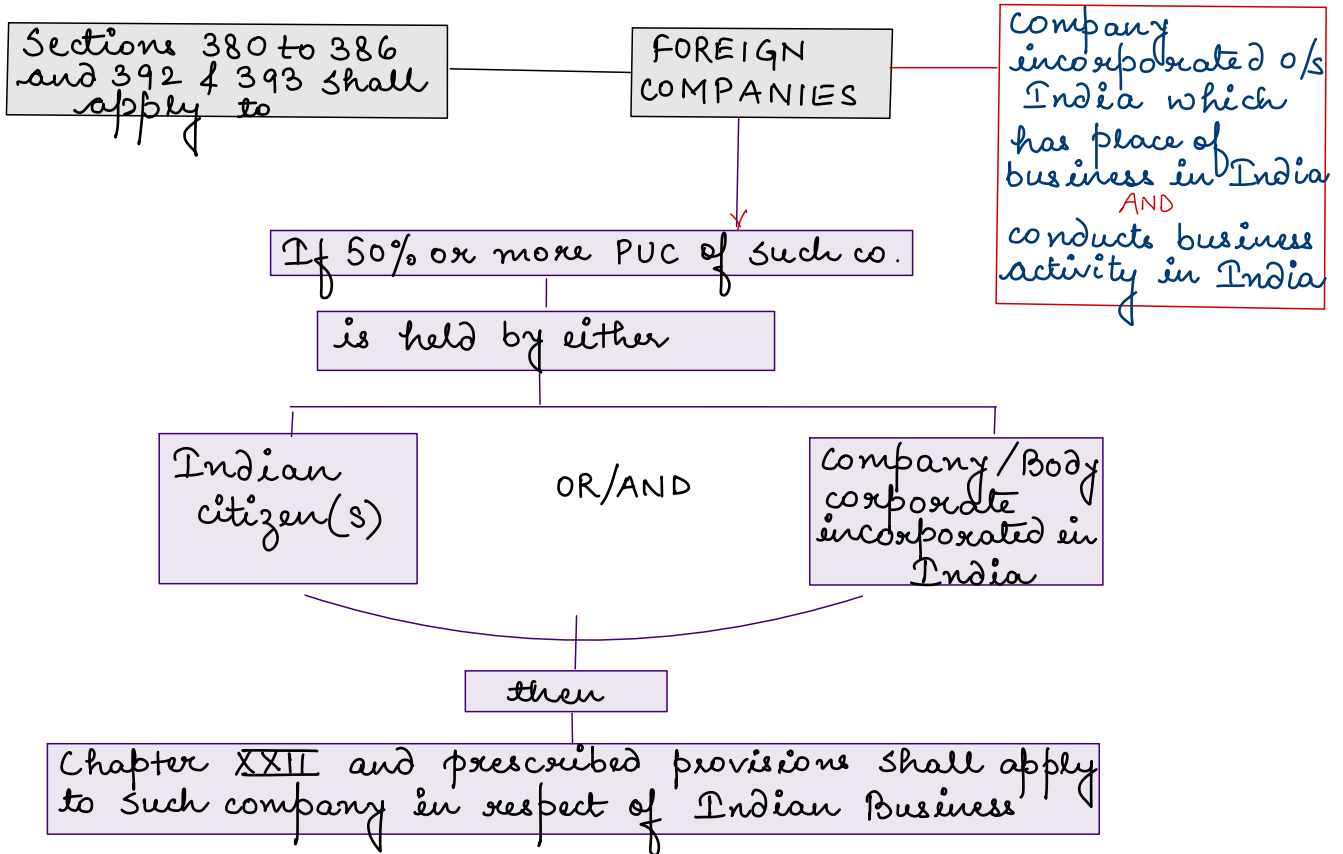 Sections 380 to 386
and 392 & 393 shall
apply to
FOREIGN
COMPANIES
Company
incorporated o/s
India which
has place of
business in India
AND
conducts business
activity in India
If 50% or more PUC of such co.
is held by either
Indian
citizen(s)
OR/AND
Company/Body
corporate
incorporated in
India
then
Chapter XXII and prescribed provisions shall apply
to such company in respect of Indian Business